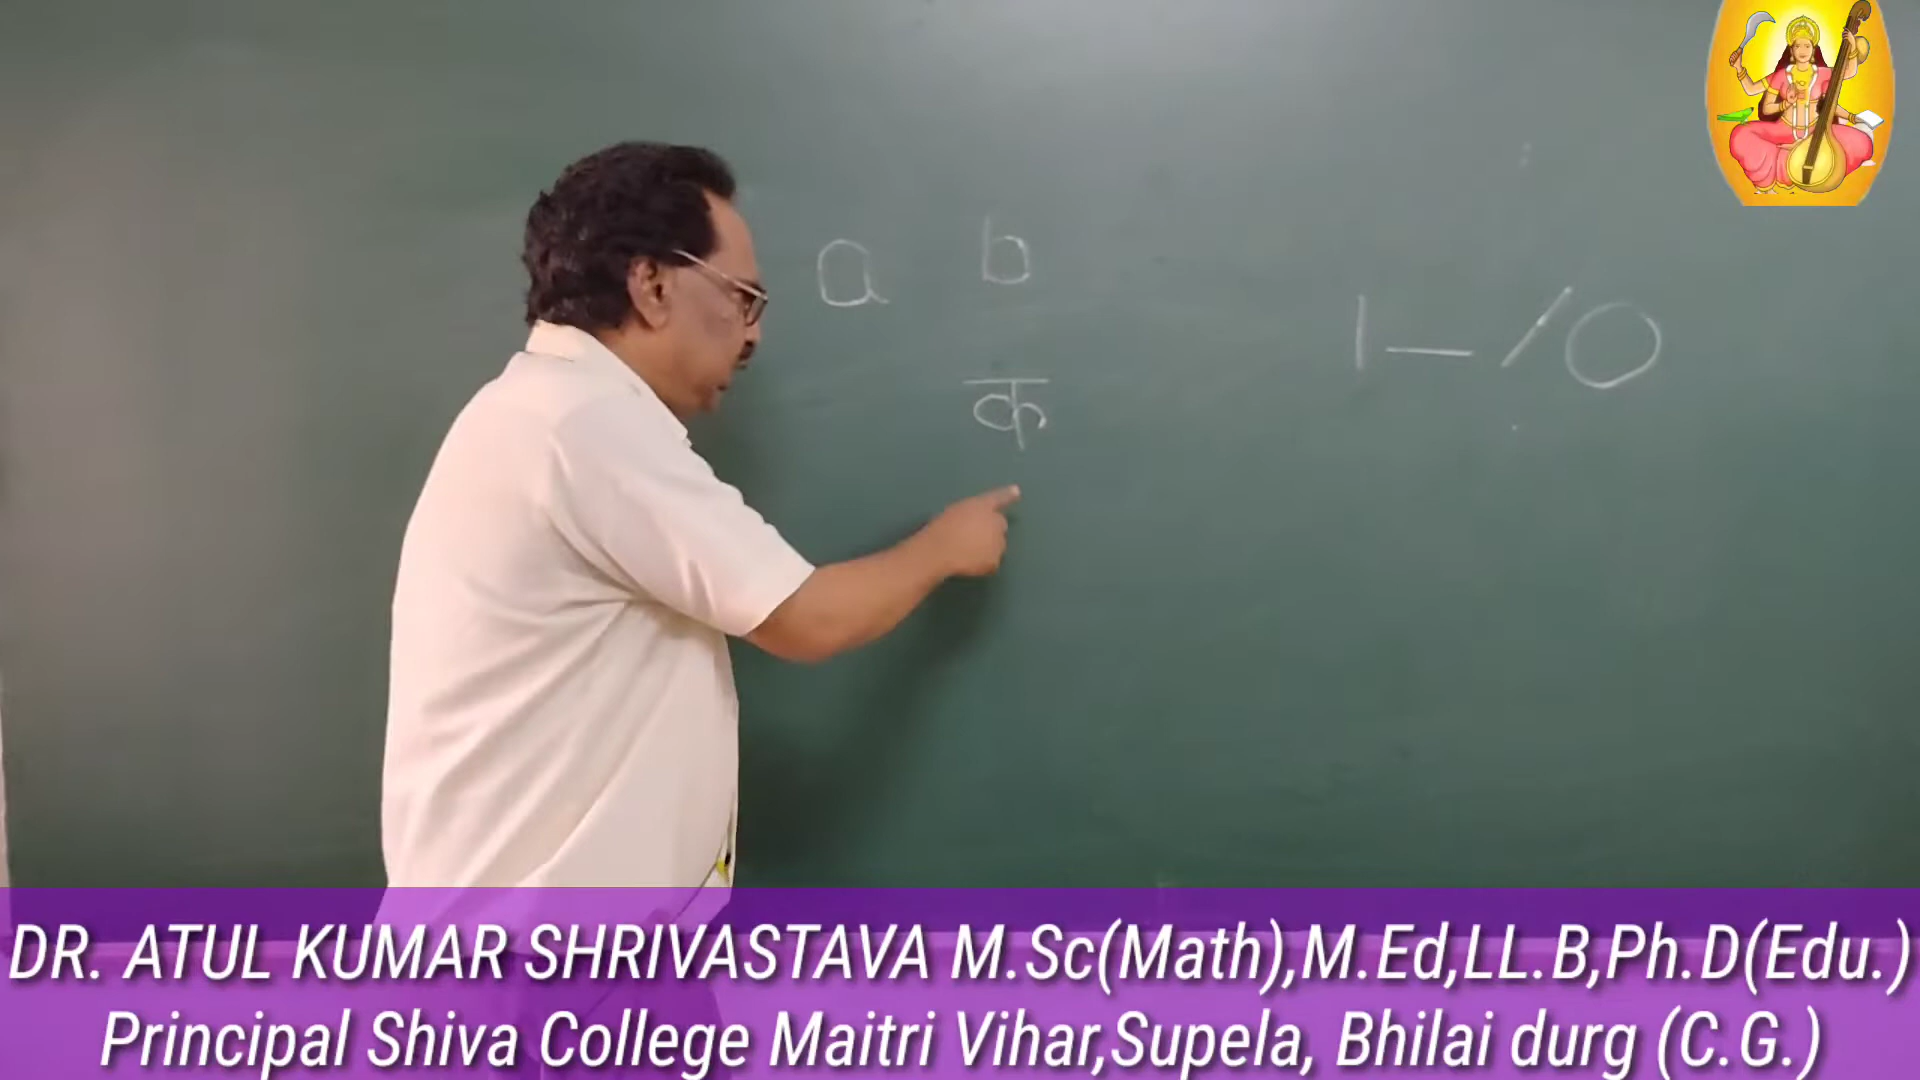 a b
क
| — / O
DR. ATUL KUMAR SHRIVASTAVA M.Sc(Math),M.Ed,LL.B,Ph.D(Edu.)
Principal Shiva College Maitri Vihar,Supela, Bhilai durg (C.G.)